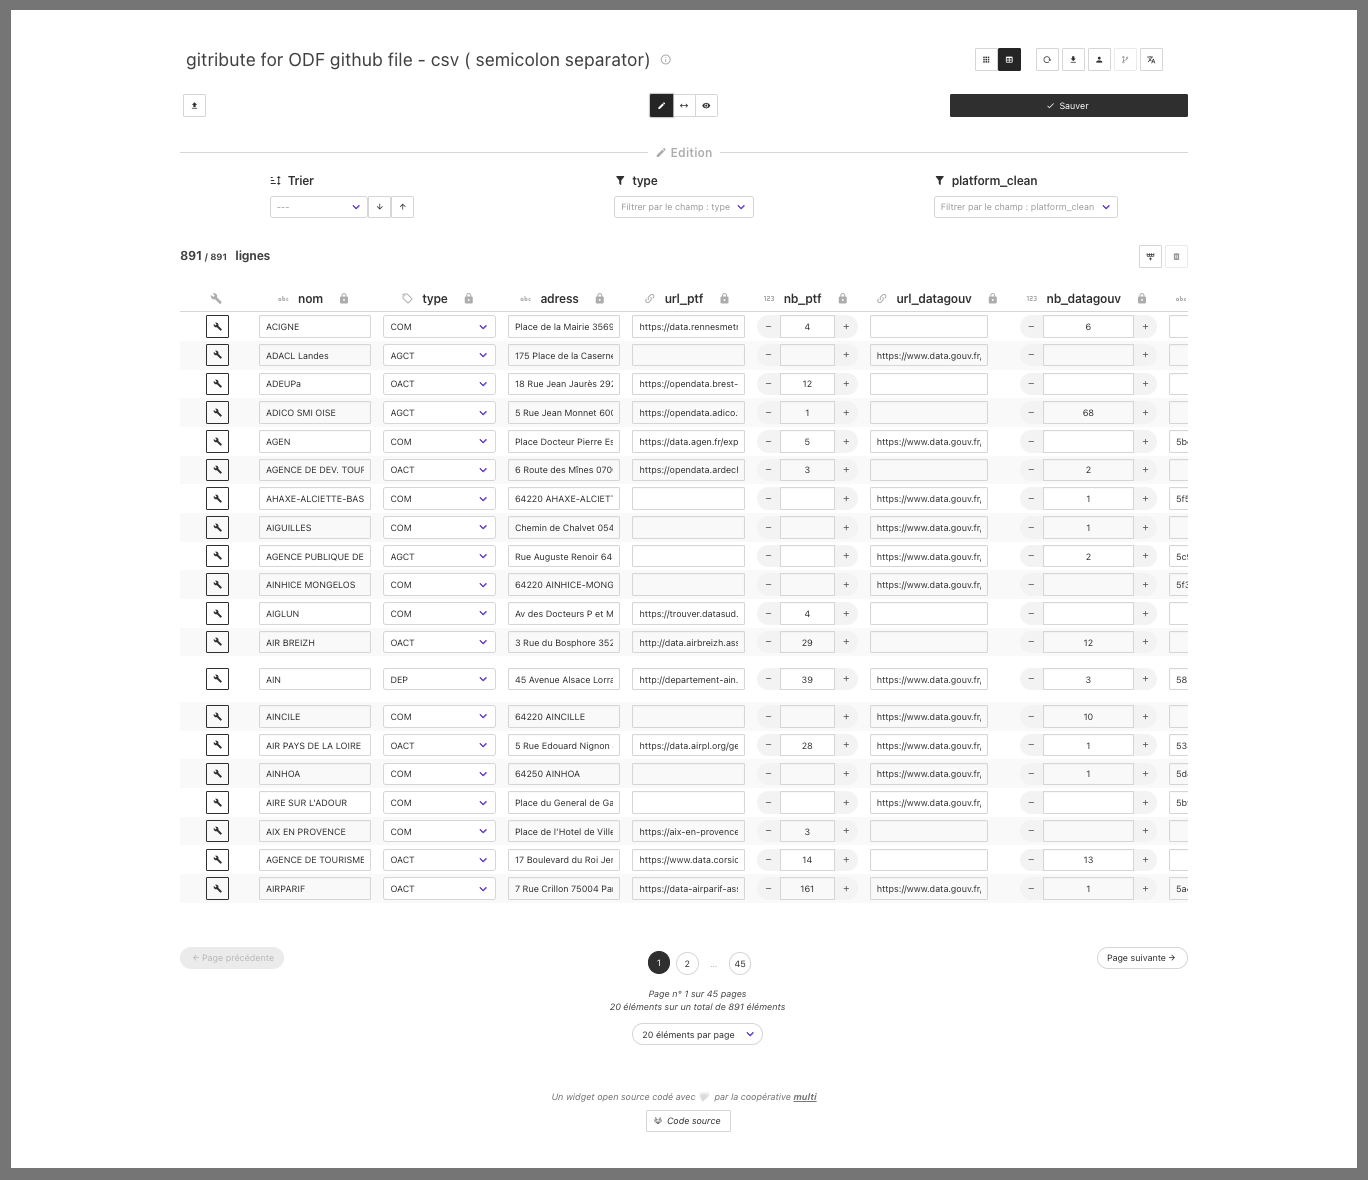 gitribute for ODF github file - csv ( semicolon separator)
Sauver
Edition
Trier type platform_clean
--- Filtrer par le champ : type Filtrer par le champ : platform_clean
891 / 891 lignes
abc nom type abc adress url_ptf 123 nb_ptf url_datagouv 123 nb_datagouv abc
ACIGNE COM Place de la Mairie 3569 https://data.rennesmetr − 4 + − 6 +
ADACL Landes AGCT 175 Place de la Caserne − + https://www.data.gouv.fr/ − +
ADEUPa OACT 18 Rue Jean Jaurès 292 https://opendata.brest- − 12 + − +
ADICO SMI OISE AGCT 5 Rue Jean Monnet 600 https://opendata.adico. − 1 + − 68 +
AGEN COM Place Docteur Pierre Es https://data.agen.fr/exp − 5 + https://www.data.gouv.fr/ − + 5b
AGENCE DE DEV. TOUR OACT 6 Route des Mînes 070 https://opendata.ardecl − 3 + − 2 +
AHAXE-ALCIETTE-BAS COM 64220 AHAXE-ALCIET − + https://www.data.gouv.fr/ − 1 + 5f5
AIGUILLES COM Chemin de Chalvet 054 − + https://www.data.gouv.fr/ − 1 +
AGENCE PUBLIQUE DE AGCT Rue Auguste Renoir 64 − + https://www.data.gouv.fr/ − 2 + 5c
AINHICE MONGELOS COM 64220 AINHICE-MONG − + https://www.data.gouv.fr/ − + 5f3
AIGLUN COM Av des Docteurs P et M https://trouver.datasud. − 4 + − +
AIR BREIZH OACT 3 Rue du Bosphore 352 http://data.airbreizh.ass − 29 + − 12 +
AIN DEP 45 Avenue Alsace Lorra http://departement-ain. − 39 + https://www.data.gouv.fr/ − 3 + 58
AINCILE COM 64220 AINCILLE − + https://www.data.gouv.fr/ − 10 +
AIR PAYS DE LA LOIRE OACT 5 Rue Edouard Nignon https://data.airpl.org/ge − 28 + https://www.data.gouv.fr/ − 1 + 53
AINHOA COM 64250 AINHOA − + https://www.data.gouv.fr/ − 1 + 5d
AIRE SUR L'ADOUR COM Place du General de Ga − + https://www.data.gouv.fr/ − + 5b
AIX EN PROVENCE COM Place de l'Hotel de Ville https://aix-en-provence − 3 + − +
AGENCE DE TOURISME OACT 17 Boulevard du Roi Jer https://www.data.corsic − 14 + − 13 +
AIRPARIF OACT 7 Rue Crillon 75004 Par https://data-airparif-ass − 161 + https://www.data.gouv.fr/ − 1 + 5a
← Page précédente 1 2 ... 45 Page suivante →
Page n° 1 sur 45 pages
20 éléments sur un total de 891 éléments
20 éléments par page
Un widget open source codé avec par la coopérative multi
Code source